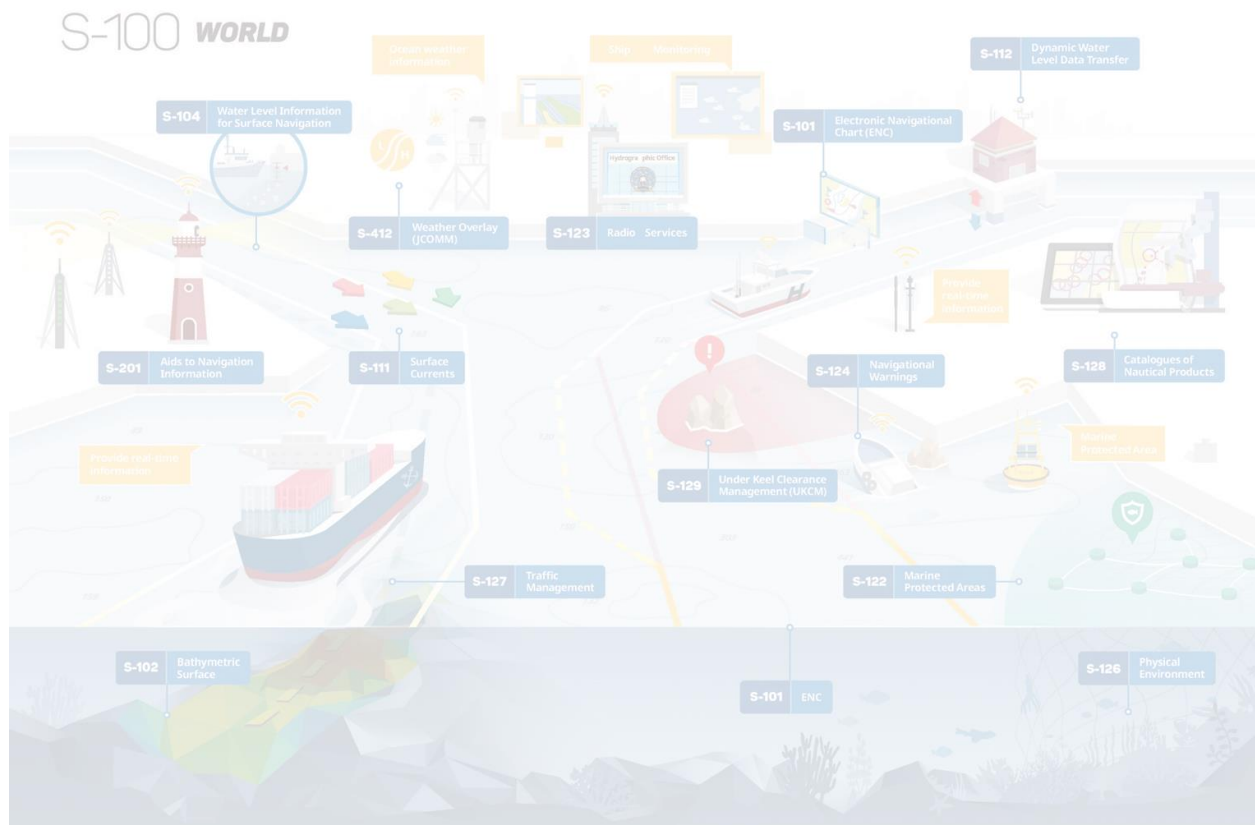 S-100 WORLD
Ocean weather
information
Ship Monitoring
S-112 Dynamic Water
Level Data Transfer
S-104 Water Level Information
for Surface Navigation
S-101 Electronic Navigational
Chart (ENC)
Hydrogra phic Office
S-412 Weather Overlay
(JCOMM)
S-123 Radio Services
Provide
real-time
information
S-201 Aids to Navigation
Information
S-111 Surface
Currents
S-124 Navigational
Warnings
S-128 Catalogues of
Nautical Products
Provide real-time
information
Marine
Protected Area
S-129 Under Keel Clearance
Management (UKCM)
S-127 Traffic
Management
S-122 Marine
Protected Areas
S-102 Bathymetric
Surface
S-101 ENC
S-126 Physical
Environment
H